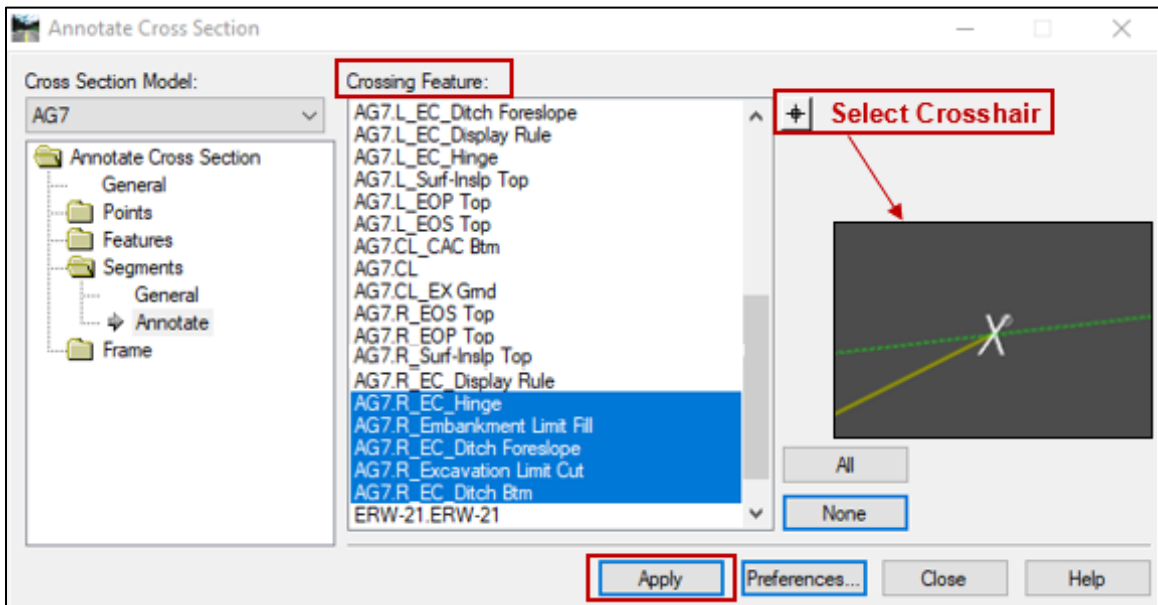 Annotate Cross Section
Cross Section Model:
AG7
Annotate Cross Section
General
Points
Features
Segments
General
Annotate
Frame
Crossing Feature:
AG7.L_EC_Ditch Foreslope
AG7.L_EC_Display Rule
AG7.L_EC_Hinge
AG7.L_Surf-Inslp Top
AG7.L_EOP Top
AG7.L_EOS Top
AG7.CL_CAC Btm
AG7.CL
AG7.CL_EX Grnd
AG7.R_EOS Top
AG7.R_EOP Top
AG7.R_Surf-Inslp Top
AG7.R_EC_Display Rule
AG7.R_EC_Hinge
AG7.R_Embankment Limit Fill
AG7.R_EC_Ditch Foreslope
AG7.R_Excavation Limit Cut
AG7.R_EC_Ditch Btm
ERW-21.ERW-21
Select Crosshair
X
All
None
Apply
Preferences...
Close
Help